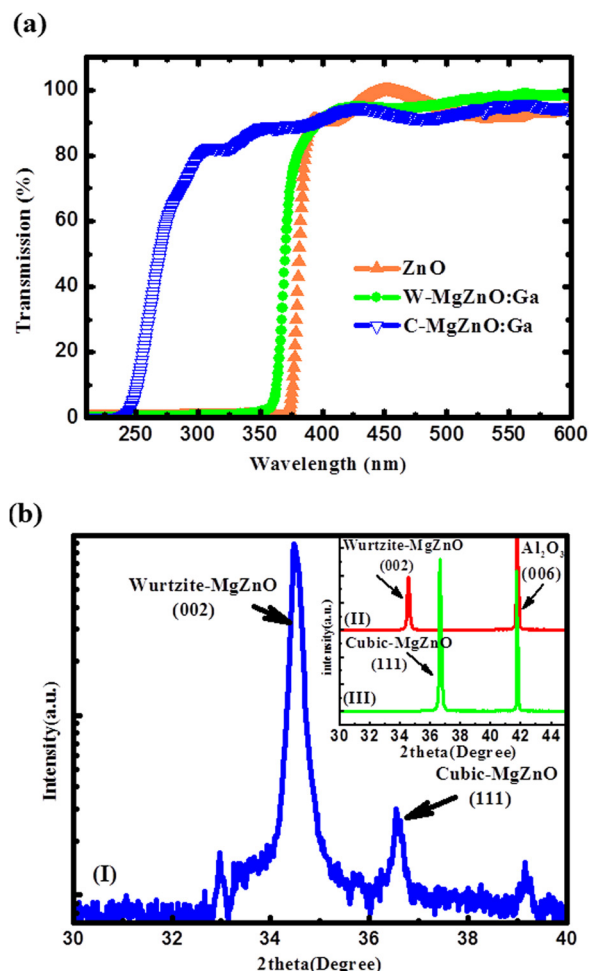 (a)
100
80
60
40
20
0
Transmission (%)
ZnO
W-MgZnO:Ga
C-MgZnO:Ga
250 300 350 400 450 500 550 600
Wavelength (nm)
(b)
Intensity(a.u.)
Wurtzite-MgZnO
(002)
Cubic-MgZnO
(111)
(I)
30 32 34 36 38 40
2theta(Degree)
intensity(a.u.)
Wurtzite-MgZnO
(002)
Al₂O₃
(006)
(II)
Cubic-MgZnO
(111)
(III)
30 32 34 36 38 40 42 44
2theta(Degree)